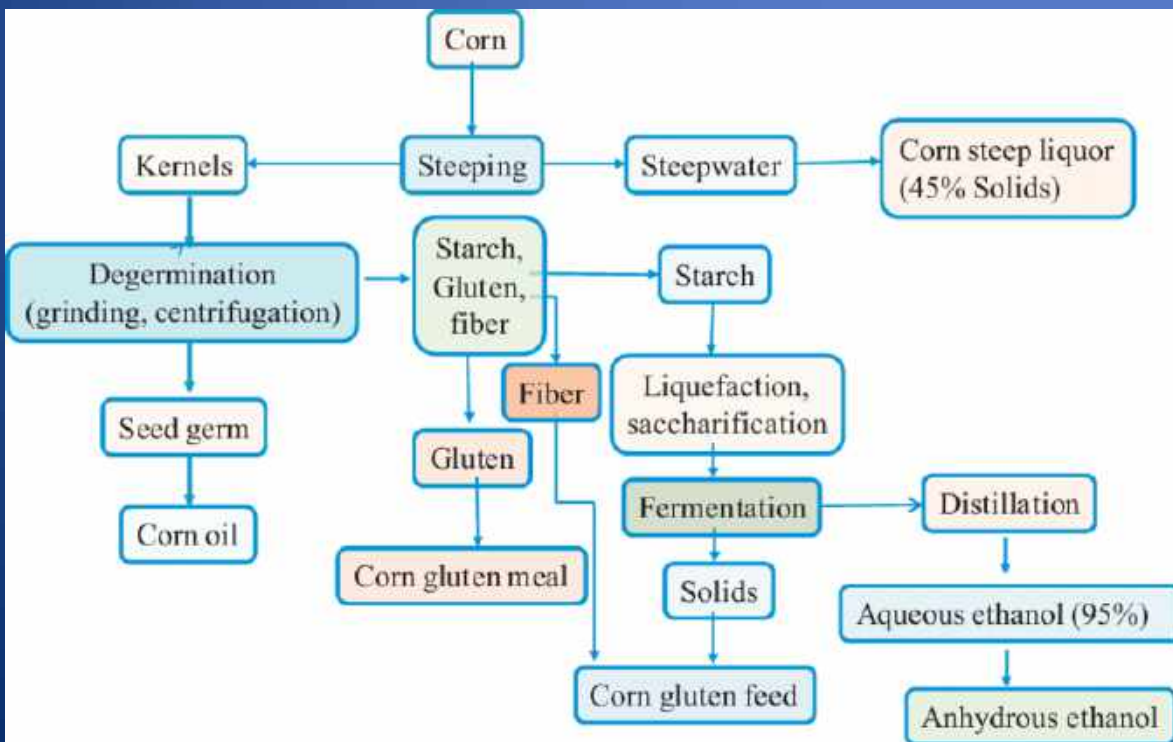 Corn
Kernels
Steeping
Steepwater
Corn steep liquor
(45% Solids)
Degermination
(grinding, centrifugation)
Starch,
Gluten,
fiber
Starch
Fiber
Liquefaction,
saccharification
Seed germ
Gluten
Fermentation
Distillation
Corn oil
Corn gluten meal
Solids
Aqueous ethanol (95%)
Corn gluten feed
Anhydrous ethanol